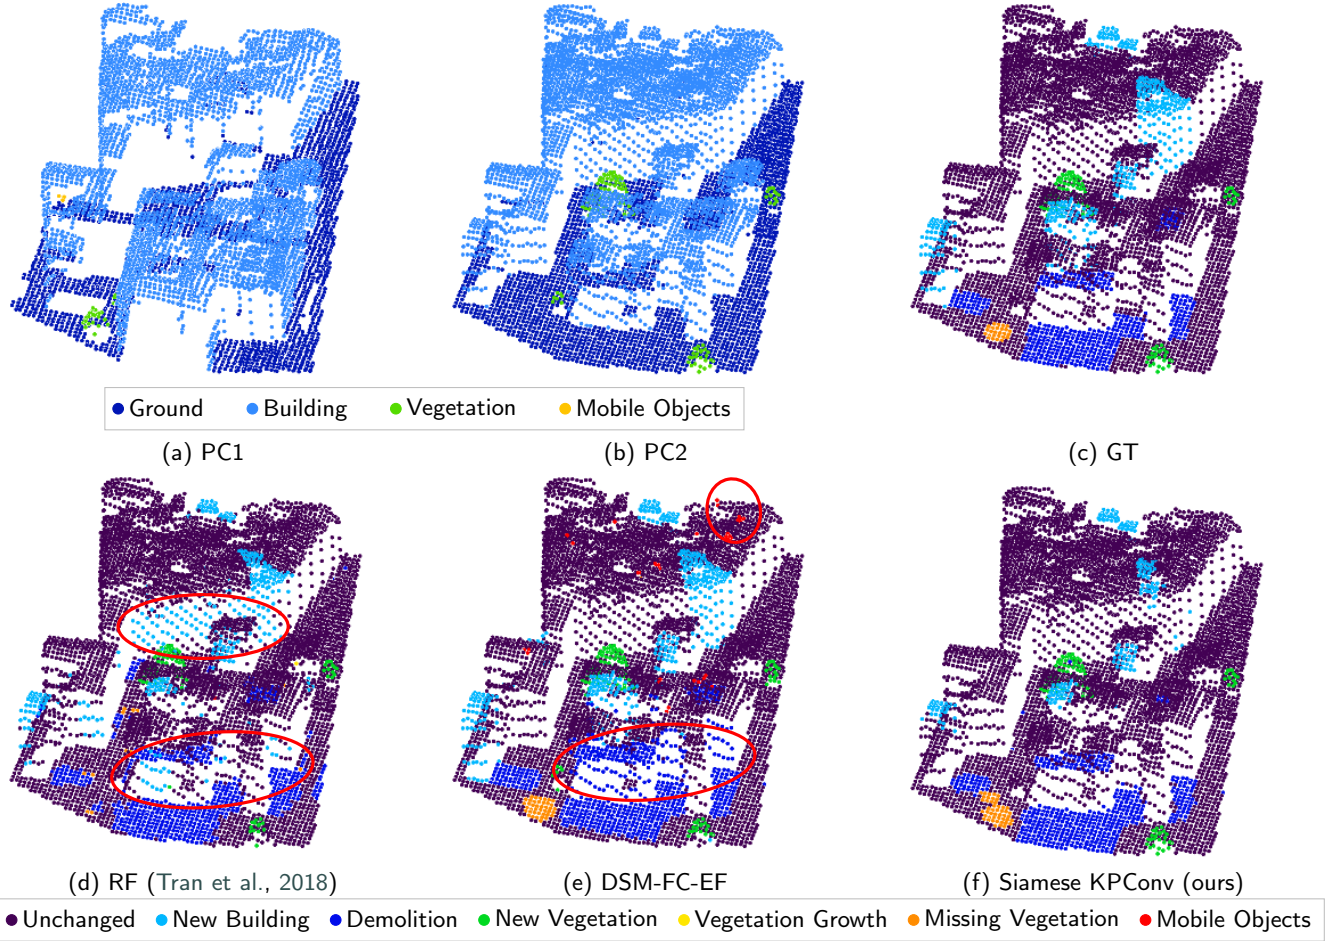 Ground Building Vegetation Mobile Objects
(a) PC1
(b) PC2
(c) GT
(d) RF (Tran et al., 2018)
(e) DSM-FC-EF
(f) Siamese KPConv (ours)
Unchanged New Building Demolition New Vegetation Vegetation Growth Missing Vegetation Mobile Objects